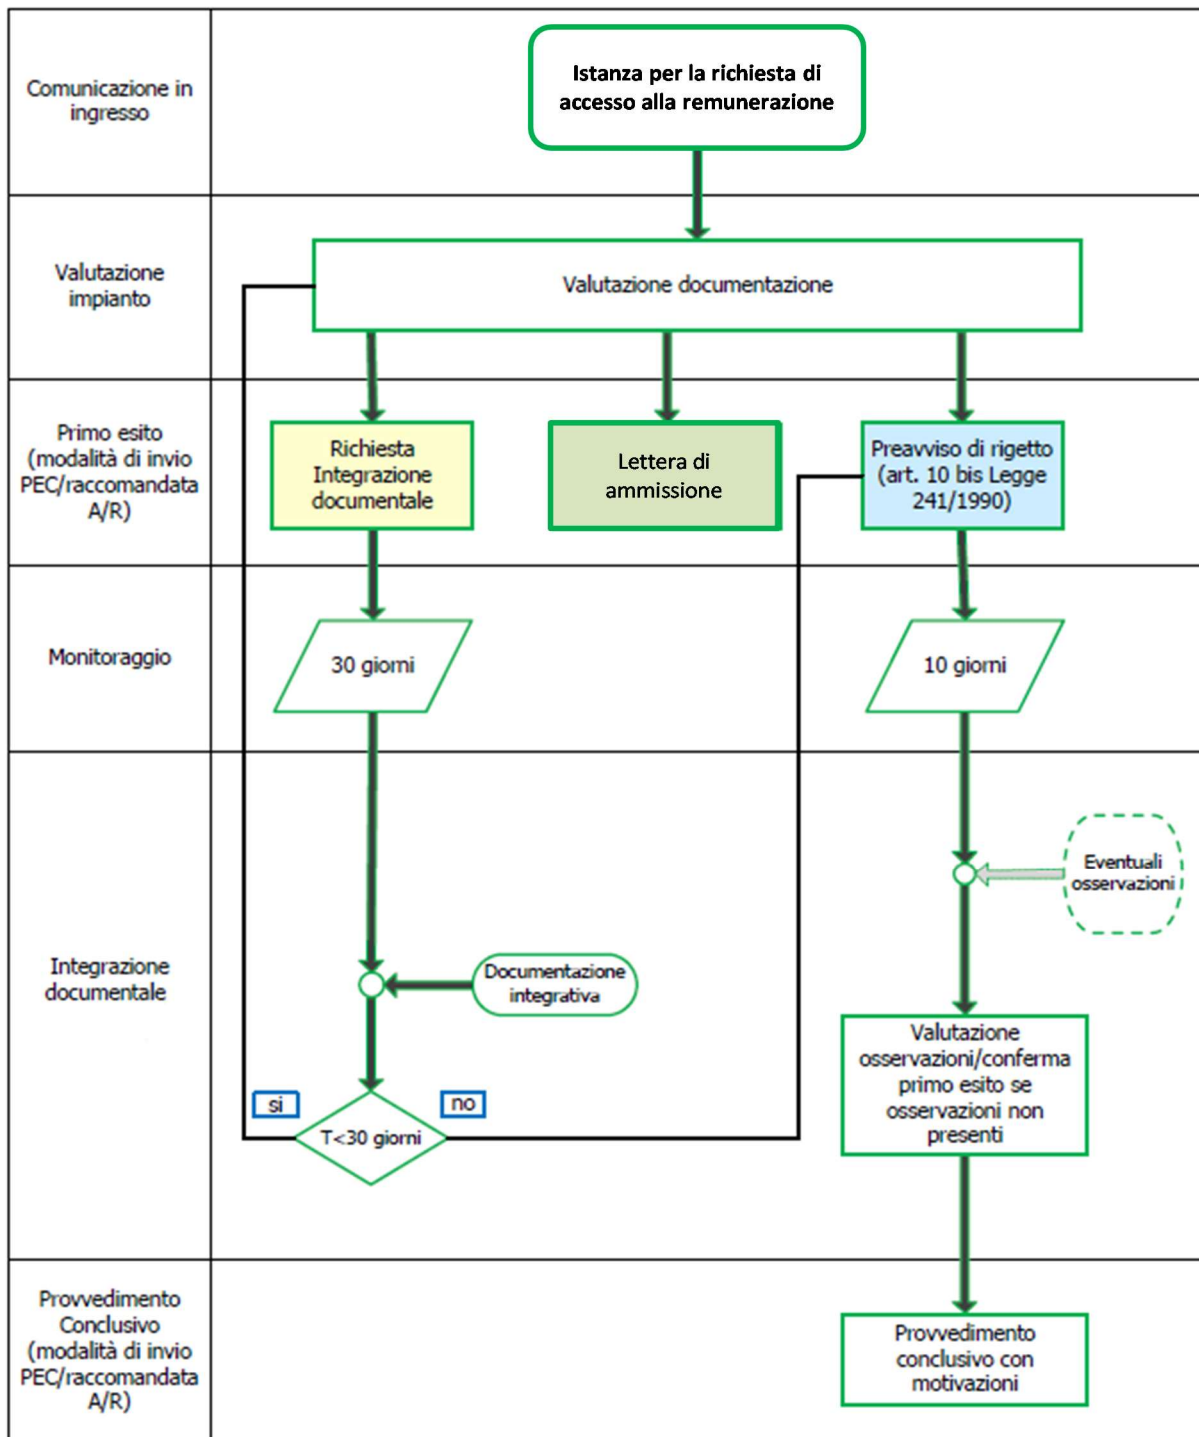 Comunicazione in
ingresso
Istanza per la richiesta di
accesso alla remunerazione
Valutazione
impianto
Valutazione documentazione
Primo esito
(modalità di invio
PEC/raccomandata
A/R)
Richiesta
Integrazione
documentale
Lettera di
ammissione
Preavviso di rigetto
(art. 10 bis Legge
241/1990)
Monitoraggio
30 giorni
10 giorni
Integrazione
documentale
Eventuali
osservazioni
Documentazione
integrativa
Valutazione
osservazioni/conferma
primo esito se
osservazioni non
presenti
si
no
T<30 giorni
Provvedimento
Conclusivo
(modalità di invio
PEC/raccomandata
A/R)
Provvedimento
conclusivo con
motivazioni